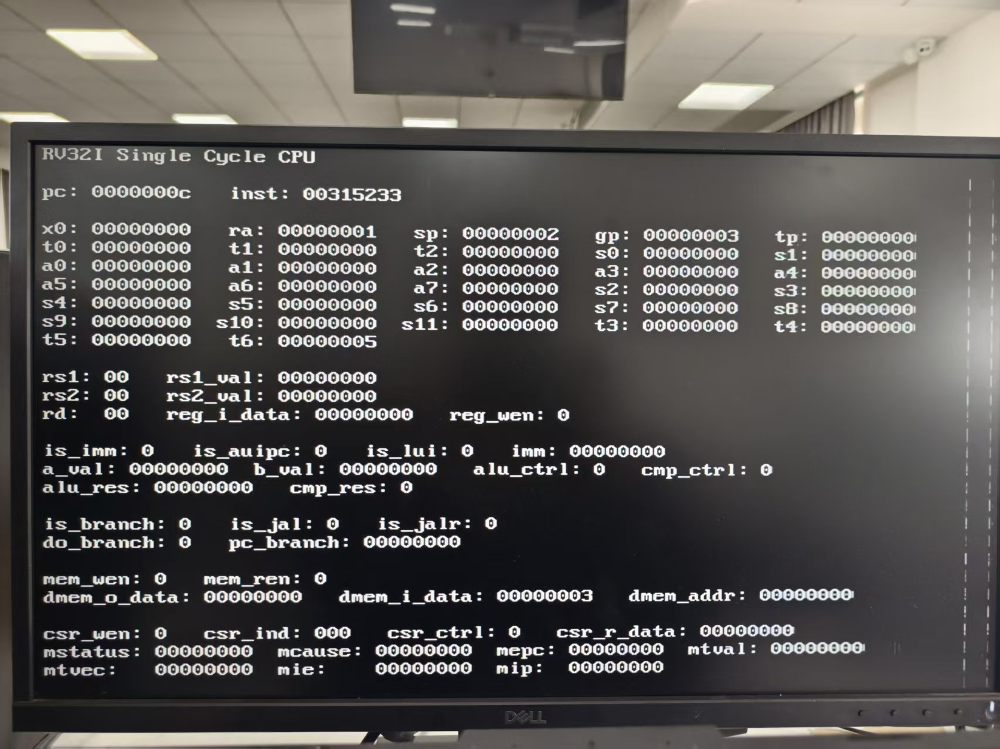 RV32I Single Cycle CPU
pc: 0000000c inst: 00315233
x0: 00000000 ra: 00000001 sp: 00000002 gp: 00000003 tp: 00000000
t0: 00000000 t1: 00000000 t2: 00000000 s0: 00000000 s1: 00000000
a0: 00000000 a1: 00000000 a2: 00000000 a3: 00000000 a4: 00000000
a5: 00000000 a6: 00000000 a7: 00000000 s2: 00000000 s3: 00000000
s4: 00000000 s5: 00000000 s6: 00000000 s7: 00000000 s8: 00000000
s9: 00000000 s10: 00000000 s11: 00000000 t3: 00000000 t4: 00000000
t5: 00000000 t6: 00000005
rs1: 00 rs1_val: 00000000
rs2: 00 rs2_val: 00000000
rd: 00 reg_i_data: 00000000 reg_wen: 0
is_imm: 0 is_auipc: 0 is_lui: 0 imm: 00000000
a_val: 00000000 b_val: 00000000 alu_ctrl: 0 cmp_ctrl: 0
alu_res: 00000000 cmp_res: 0
is_branch: 0 is_jal: 0 is_jalr: 0
do_branch: 0 pc_branch: 00000000
mem_wen: 0 mem_ren: 0
dmem_o_data: 00000000 dmem_i_data: 00000003 dmem_addr: 00000000
csr_wen: 0 csr_ind: 000 csr_ctrl: 0 csr_r_data: 00000000
mstatus: 00000000 mcause: 00000000 mepc: 00000000 mtval: 00000000
mtvec: 00000000 mie: 00000000 mip: 00000000
DELL